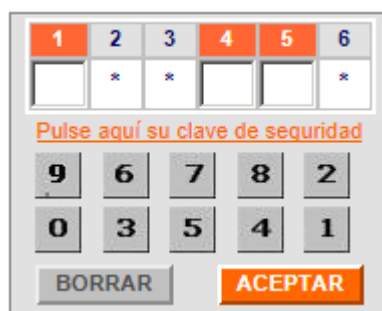 1 2 3 4 5 6
* * *
Pulse aquí su clave de seguridad
9 6 7 8 2
0 3 5 4 1
BORRAR ACEPTAR